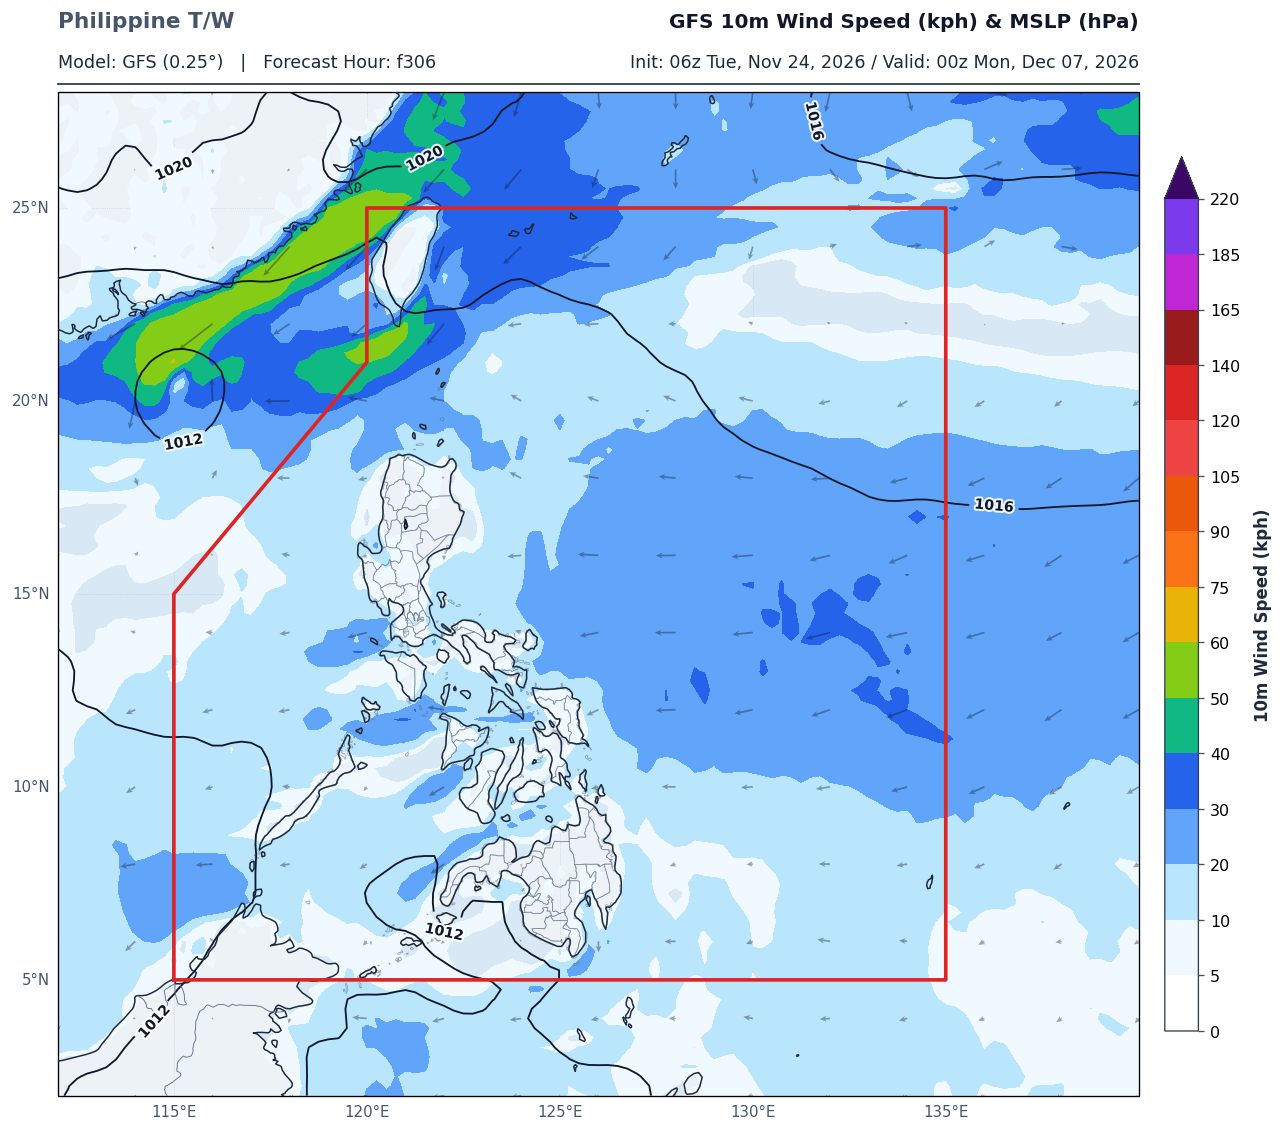 Philippine T/W
GFS 10m Wind Speed (kph) & MSLP (hPa)
Model: GFS (0.25°) | Forecast Hour: f306
Init: 06z Tue, Nov 24, 2026 / Valid: 00z Mon, Dec 07, 2026
1020
1020
1016
1012
1016
1012
1012
25°N
20°N
15°N
10°N
5°N
115°E
120°E
125°E
130°E
135°E
220
185
165
140
120
105
90
75
60
50
40
30
20
10
5
0
10m Wind Speed (kph)